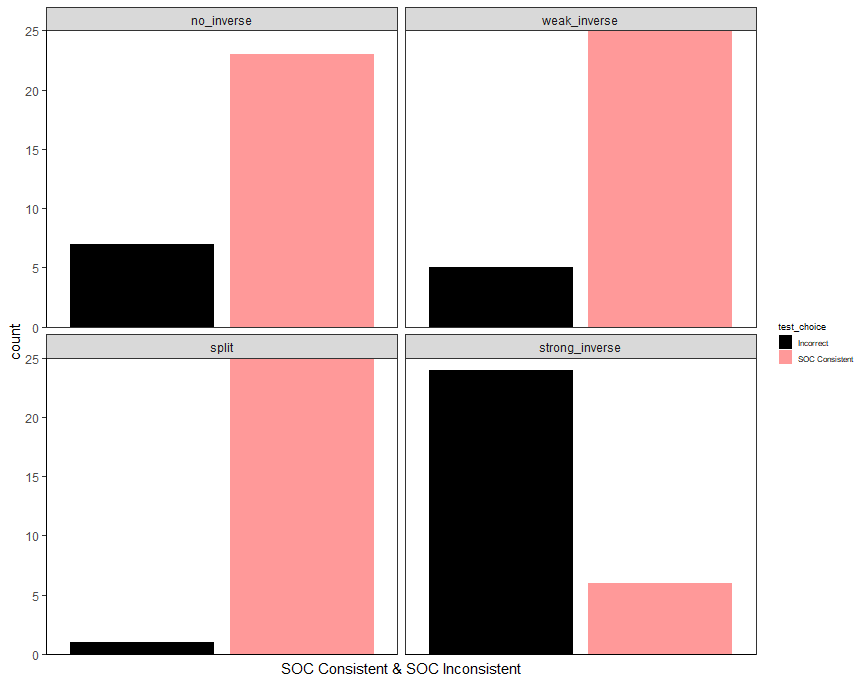 no_inverse
weak_inverse
25
20
15
10
5
0
split
strong_inverse
25
20
15
10
5
0
count
SOC Consistent & SOC Inconsistent
test_choice
Incorrect
SOC Consistent